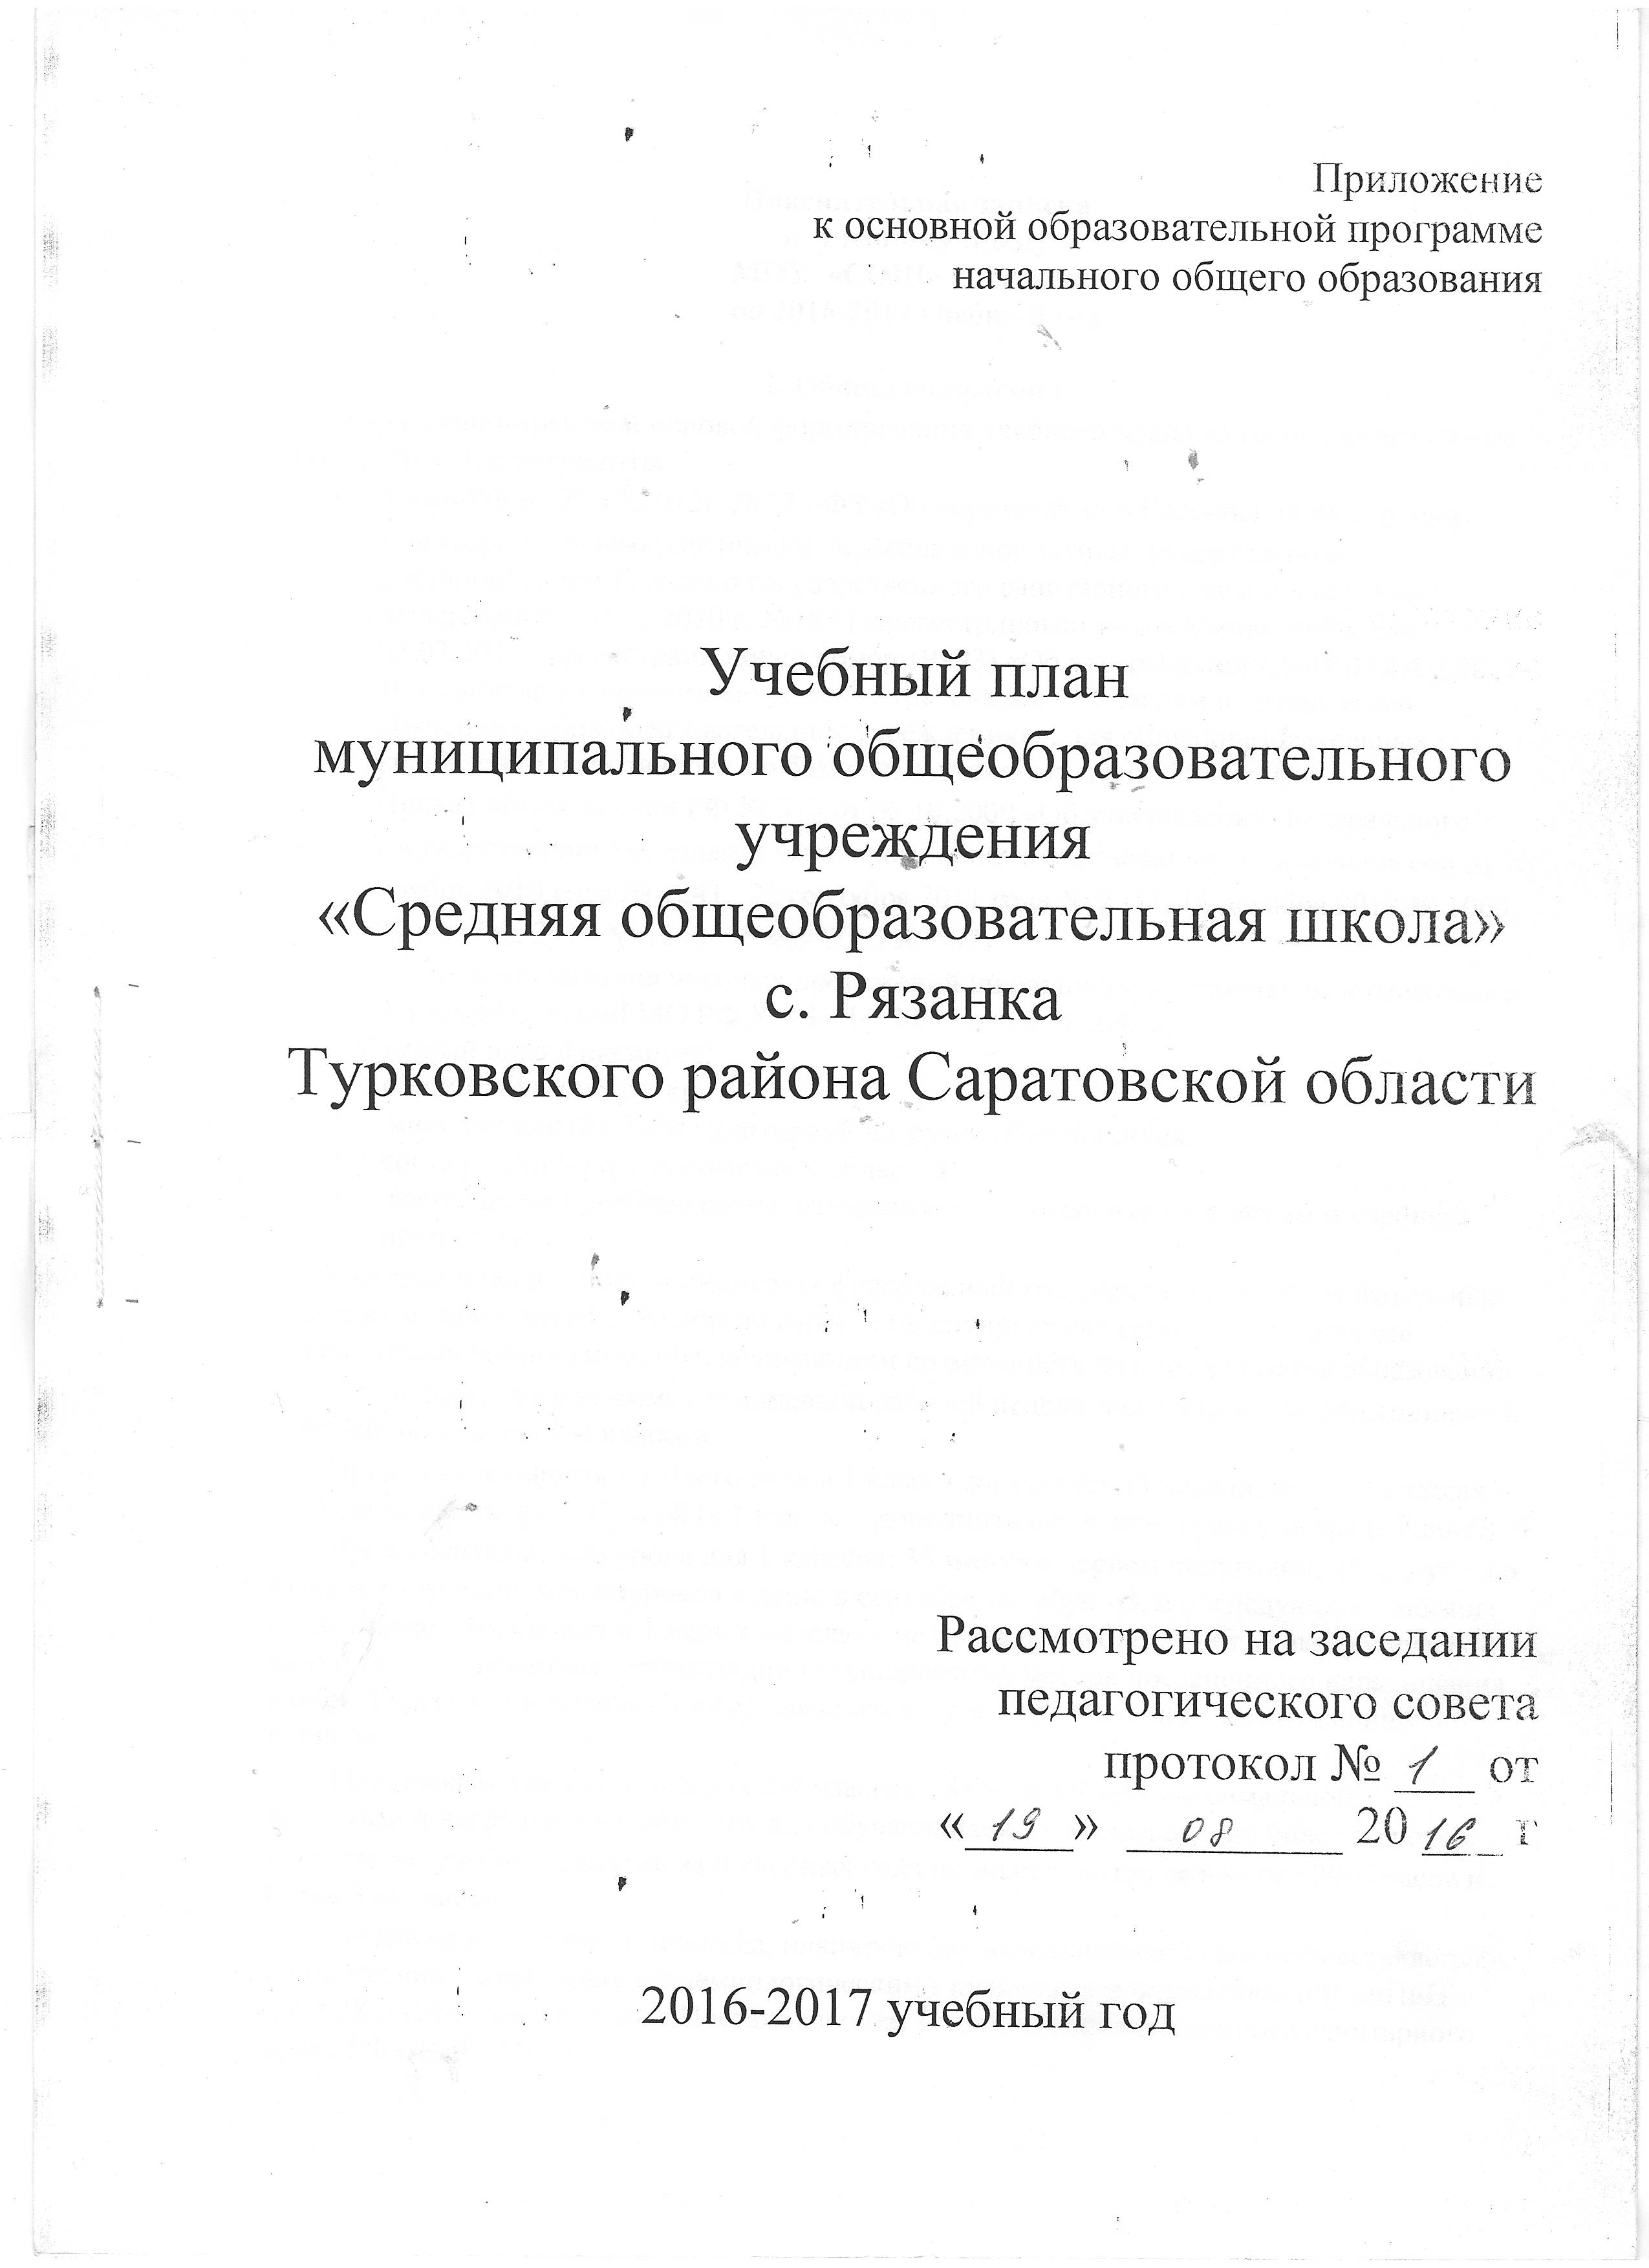 Приложение
к основной образовательной программе
начального общего образования
Учебный план
муниципального общеобразовательного
учреждения
«Средняя общеобразовательная школа»
с. Рязанка
Турковского района Саратовской области
Рассмотрено на заседании
педагогического совета
протокол № 1 от
«19» 08 2016 г
2016-2017 учебный год